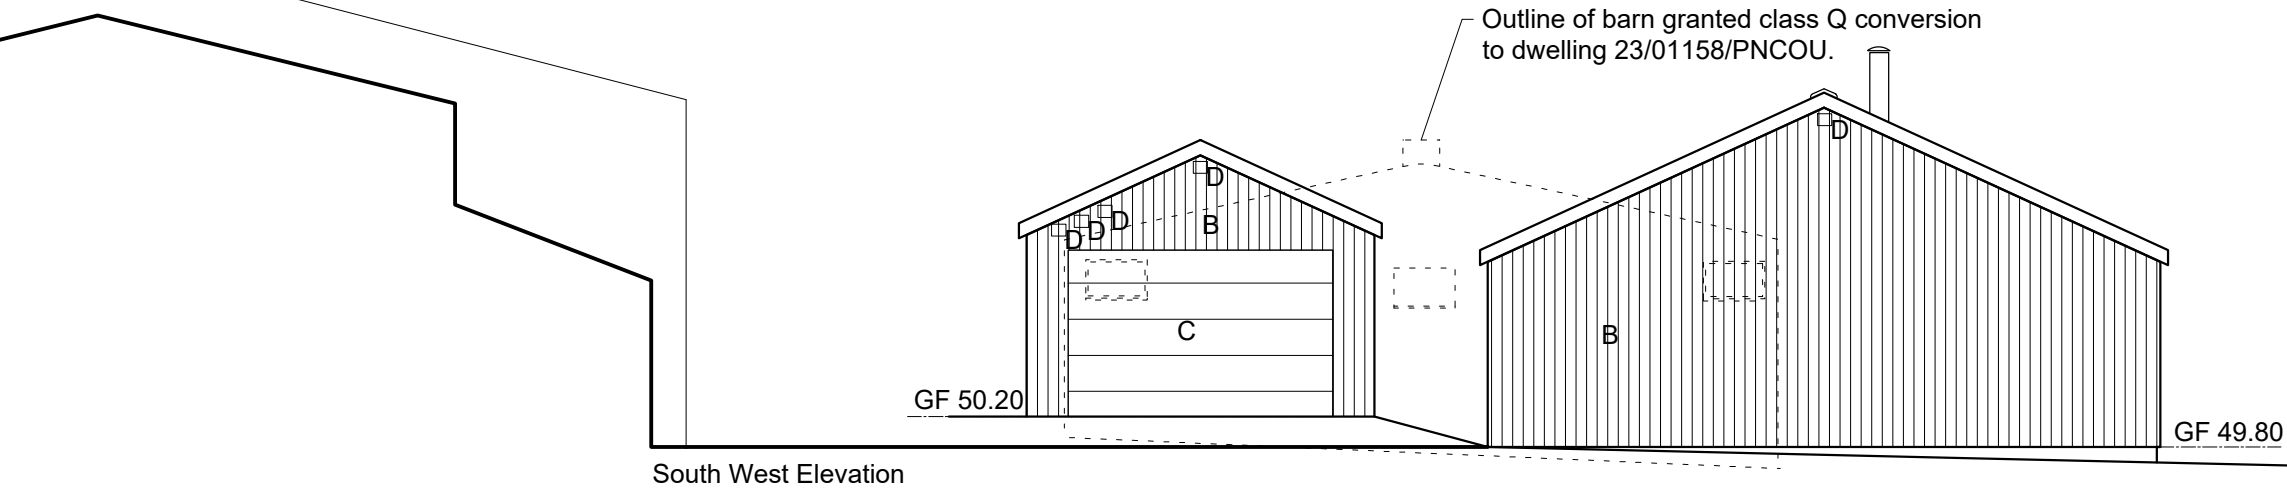 Outline of barn granted class Q conversion
to dwelling 23/01158/PNCOU.
D
D
D
D
D
B
C
B
GF 50.20
GF 49.80
South West Elevation